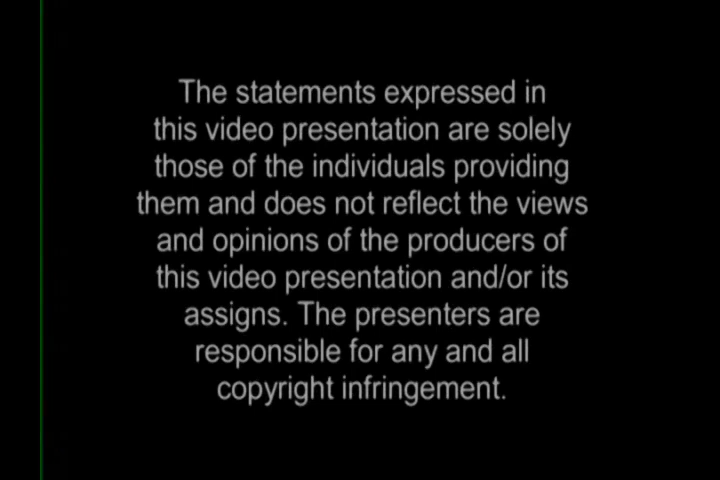 The statements expressed in
this video presentation are solely
those of the individuals providing
them and does not reflect the views
and opinions of the producers of
this video presentation and/or its
assigns. The presenters are
responsible for any and all
copyright infringement.